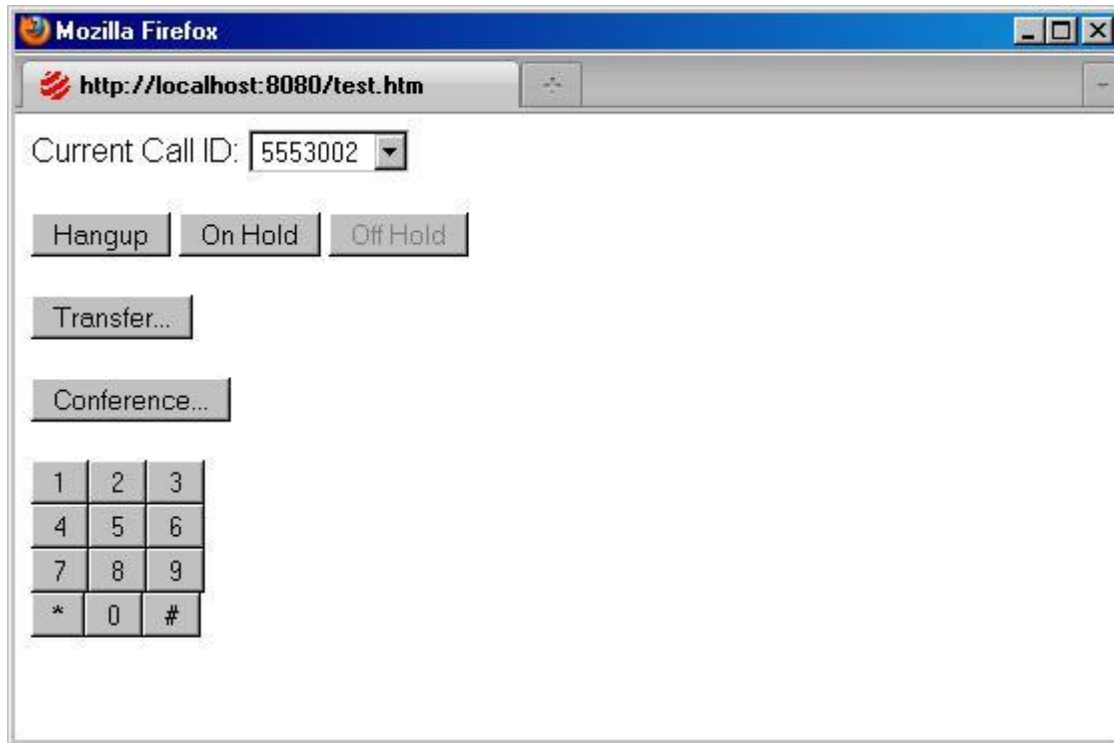 Mozilla Firefox
http://localhost:8080/test.htm
Current Call ID: 5553002
Hangup On Hold Off Hold
Transfer...
Conference...
1 2 3
4 5 6
7 8 9
* 0 #